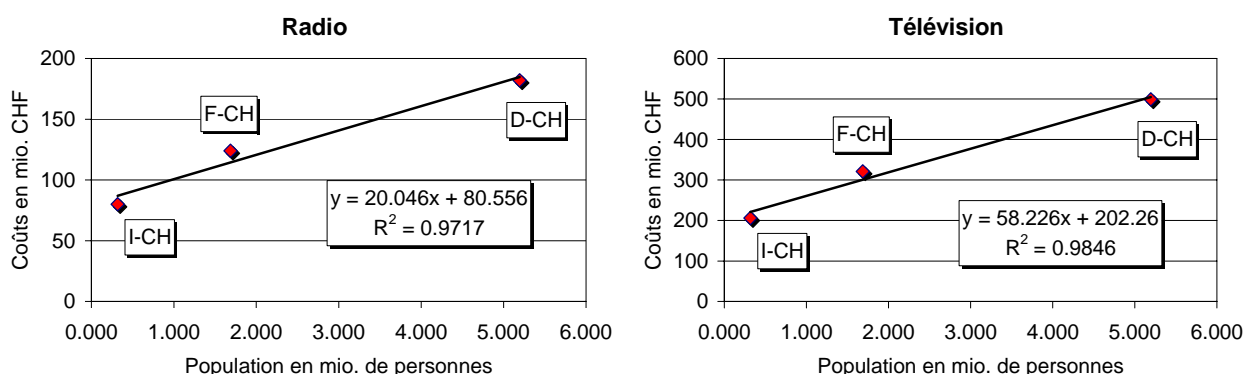 Radio
200
150
100
50
0
Coûts en mio. CHF
F-CH
D-CH
I-CH
y = 20.046x + 80.556
R² = 0.9717
0.000 1.000 2.000 3.000 4.000 5.000 6.000
Population en mio. de personnes
Télévision
600
500
400
300
200
100
0
Coûts en mio. CHF
F-CH
D-CH
I-CH
y = 58.226x + 202.26
R² = 0.9846
0.000 1.000 2.000 3.000 4.000 5.000 6.000
Population en mio. de personnes